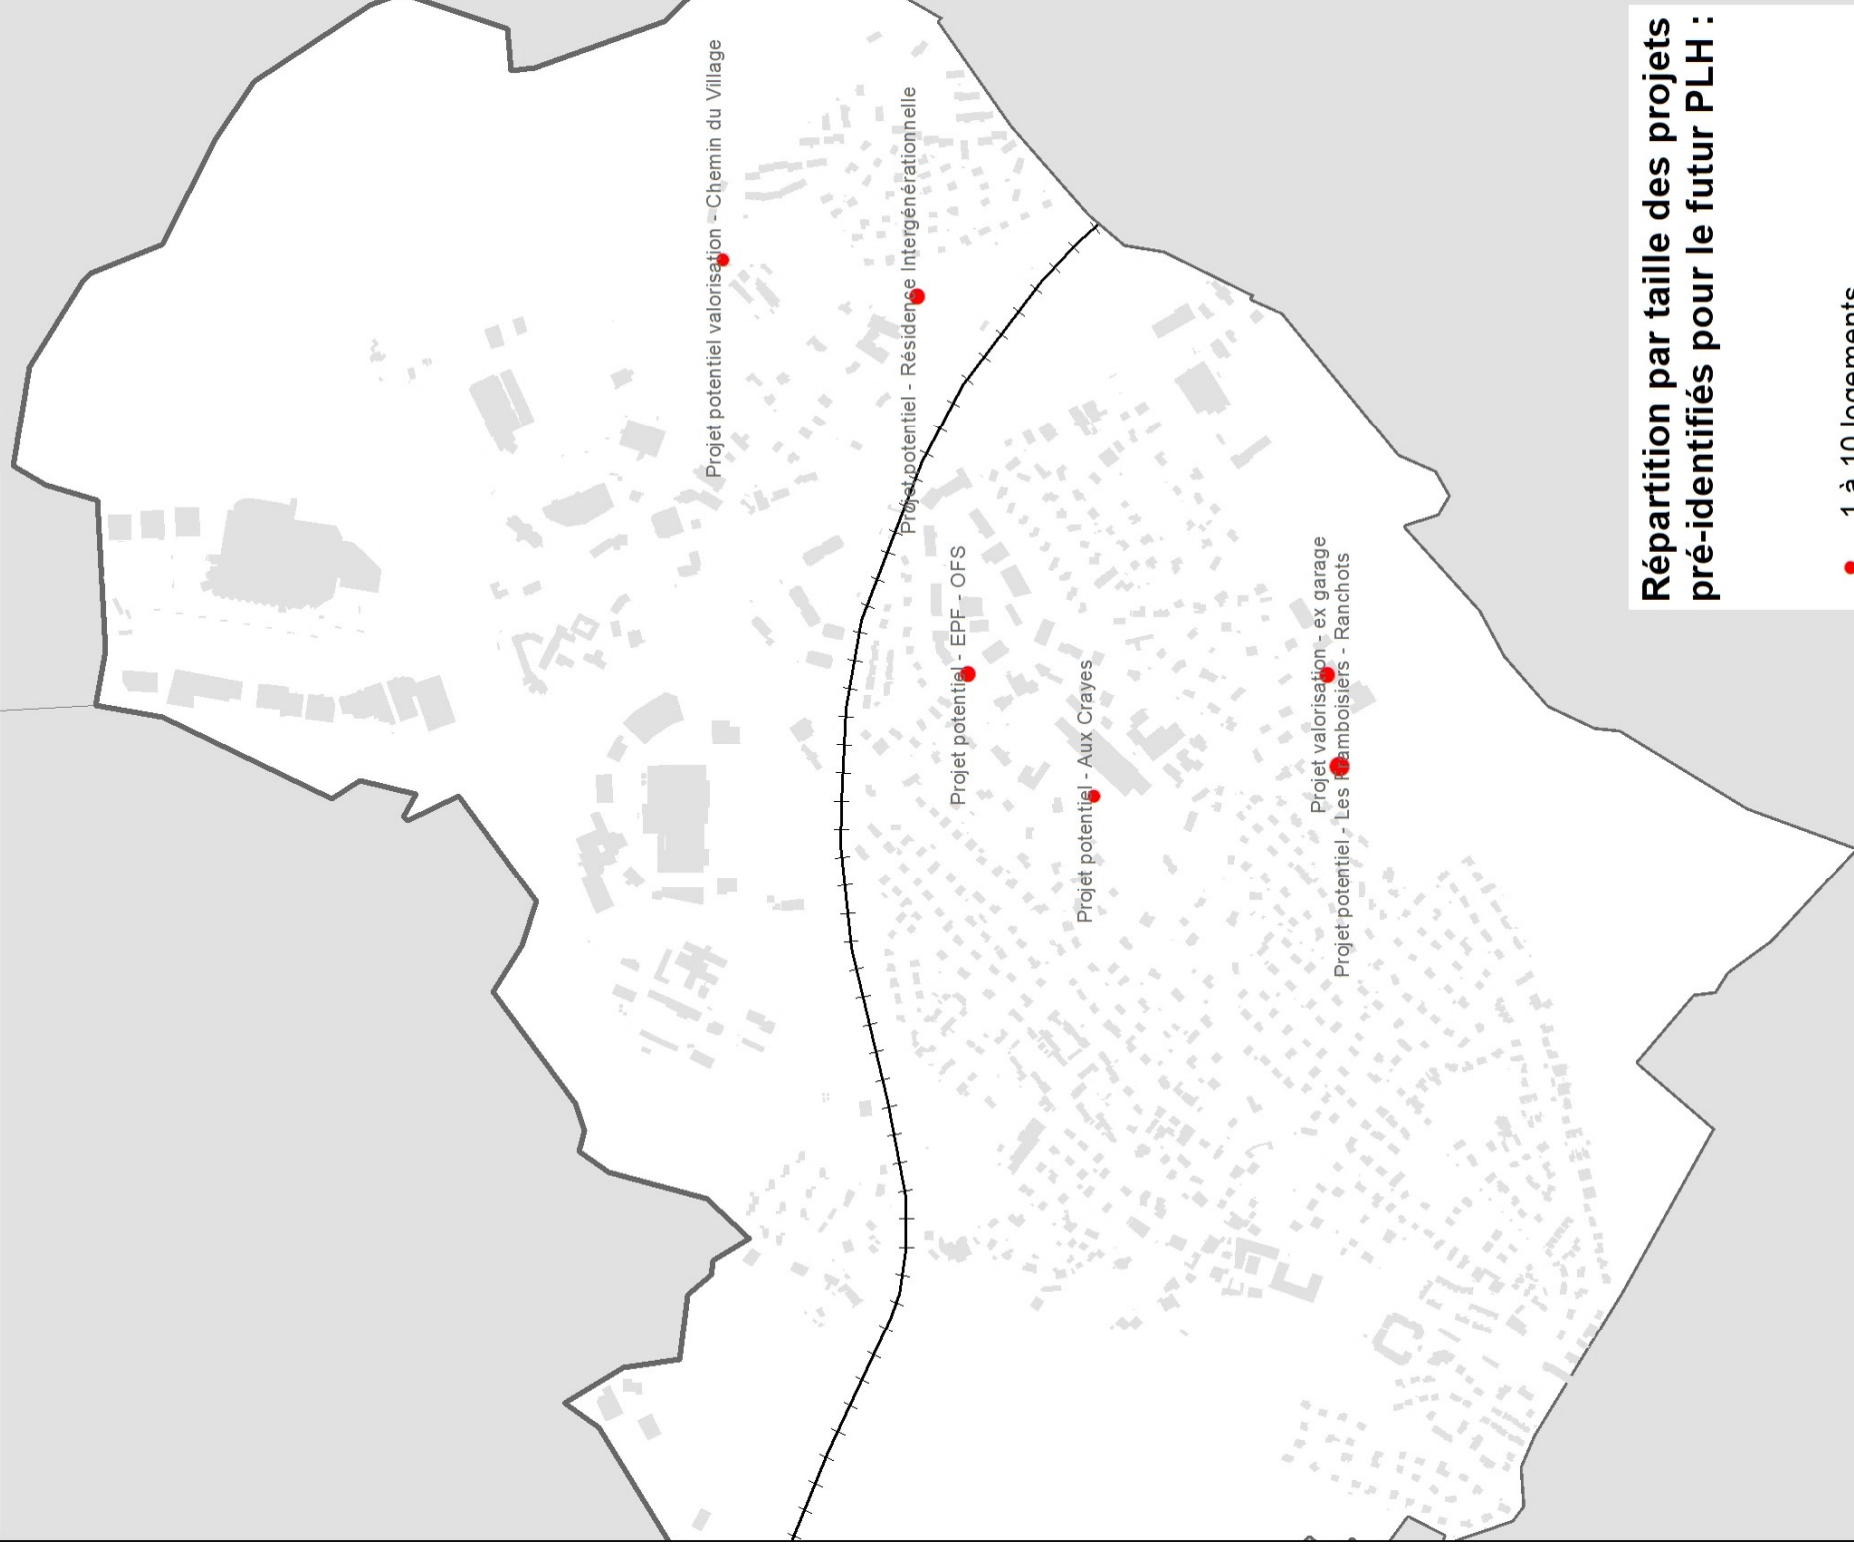 Projet potentiel valorisation - Chemin du Village
Projet potentiel - Résidence Intergénérationnelle
Projet potentiel - EPF - OFS
Projet potentiel - Aux Crayes
Projet valorisation - ex garage
Projet potentiel - Les Framboisiers - Ranchots
Répartition par taille des projets
pré-identifiés pour le futur PLH :
1 à 10 logements